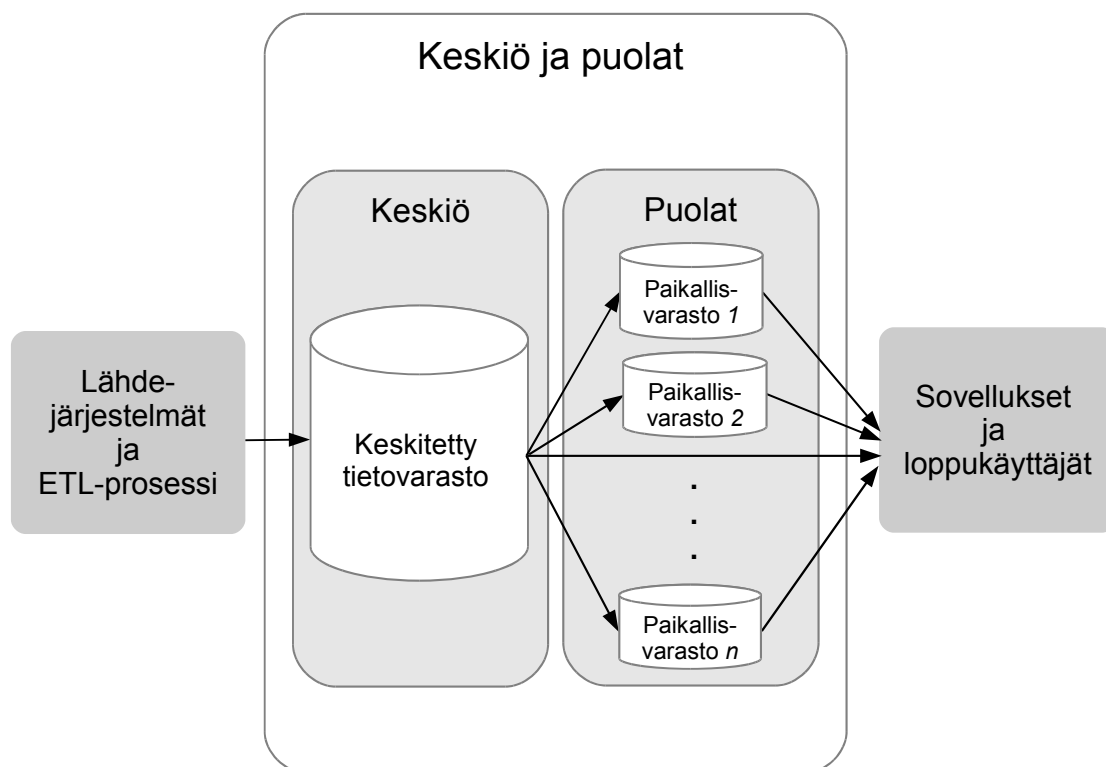 Keskiö ja puolat
Keskiö
Puolat
Lähde-
järjestelmät
ja
ETL-prosessi
Keskitetty
tietovarasto
Paikallis-
varasto 1
Paikallis-
varasto 2
.
.
.
Paikallis-
varasto n
Sovellukset
ja
loppukäyttäjät